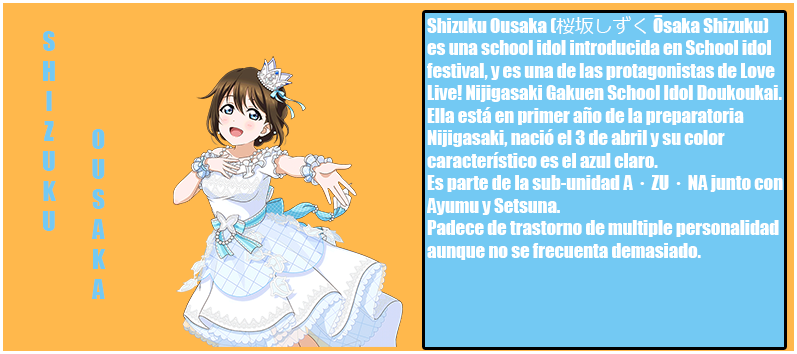 SHIZUKU
OUSAKA
Shizuku Ousaka (桜坂しずく Ōsaka Shizuku)
es una school idol introducida en School idol
festival, y es una de las protagonistas de Love
Live! Nijigasaki Gakuen School Idol Doukoukai.
Ella está en primer año de la preparatoria
Nijigasaki, nació el 3 de abril y su color
característico es el azul claro.
Es parte de la sub-unidad A・ZU・NA junto con
Ayumu y Setsuna.
Padece de trastorno de multiple personalidad
aunque no se frecuenta demasiado.